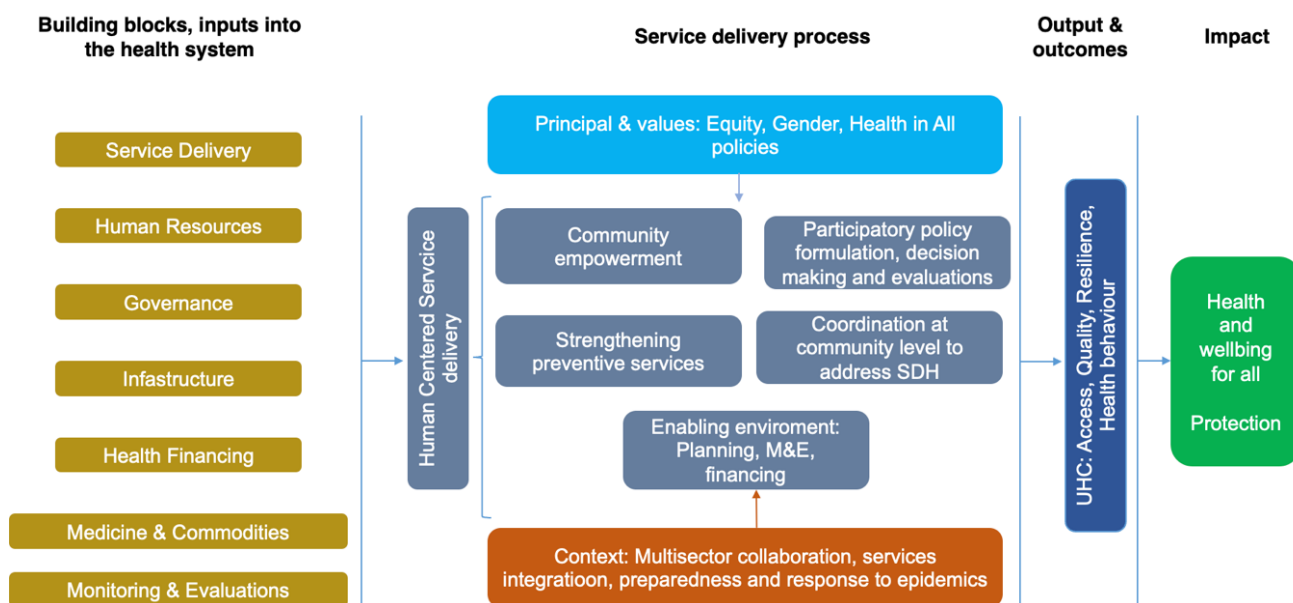 Building blocks, inputs into
the health system
Service delivery process
Output &
outcomes
Impact
Service Delivery
Human Resources
Governance
Infastructure
Health Financing
Medicine & Commodities
Monitoring & Evaluations
Human Centered Servcice
delivery
Principal & values: Equity, Gender, Health in All
policies
Community
empowerment
Participatory policy
formulation, decision
making and evaluations
Strengthening
preventive services
Coordination at
community level to
address SDH
Enabling enviroment:
Planning, M&E,
financing
Context: Multisector collaboration, services
integratioon, preparedness and response to epidemics
UHC: Access, Quality, Resilience,
Health behaviour
Health
and
wellbing
for all
Protection